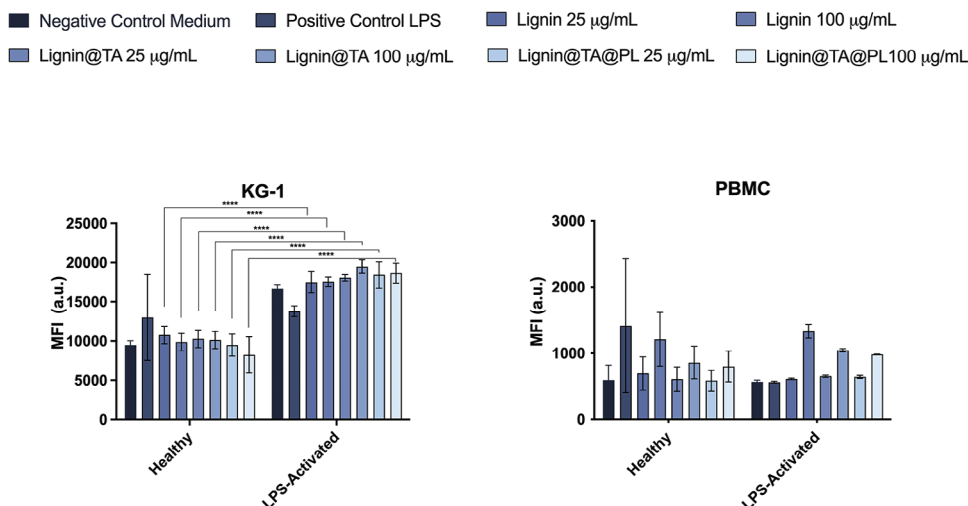 Negative Control Medium
Positive Control LPS
Lignin 25 µg/mL
Lignin 100 µg/mL
Lignin@TA 25 µg/mL
Lignin@TA 100 µg/mL
Lignin@TA@PL 25 µg/mL
Lignin@TA@PL100 µg/mL
KG-1
MFI (a.u.)
25000
20000
15000
10000
5000
0
****
****
****
****
****
****
Healthy
LPS-Activated
PBMC
MFI (a.u.)
3000
2000
1000
0
Healthy
LPS-Activated